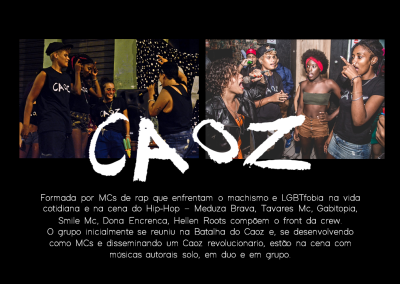 CAOZ
Formada por MCs de rap que enfrentam o machismo e LGBTfobia na vida
cotidiana e na cena do Hip-Hop – Meduza Brava, Tavares Mc, Gabitopia,
Smile Mc, Dona Encrenca, Hellen Roots compõem o front da crew.
O grupo inicialmente se reuniu na Batalha do Caoz e, se desenvolvendo
como MCs e disseminando um Caoz revolucionario, estão na cena com
músicas autorais solo, em duo e em grupo.